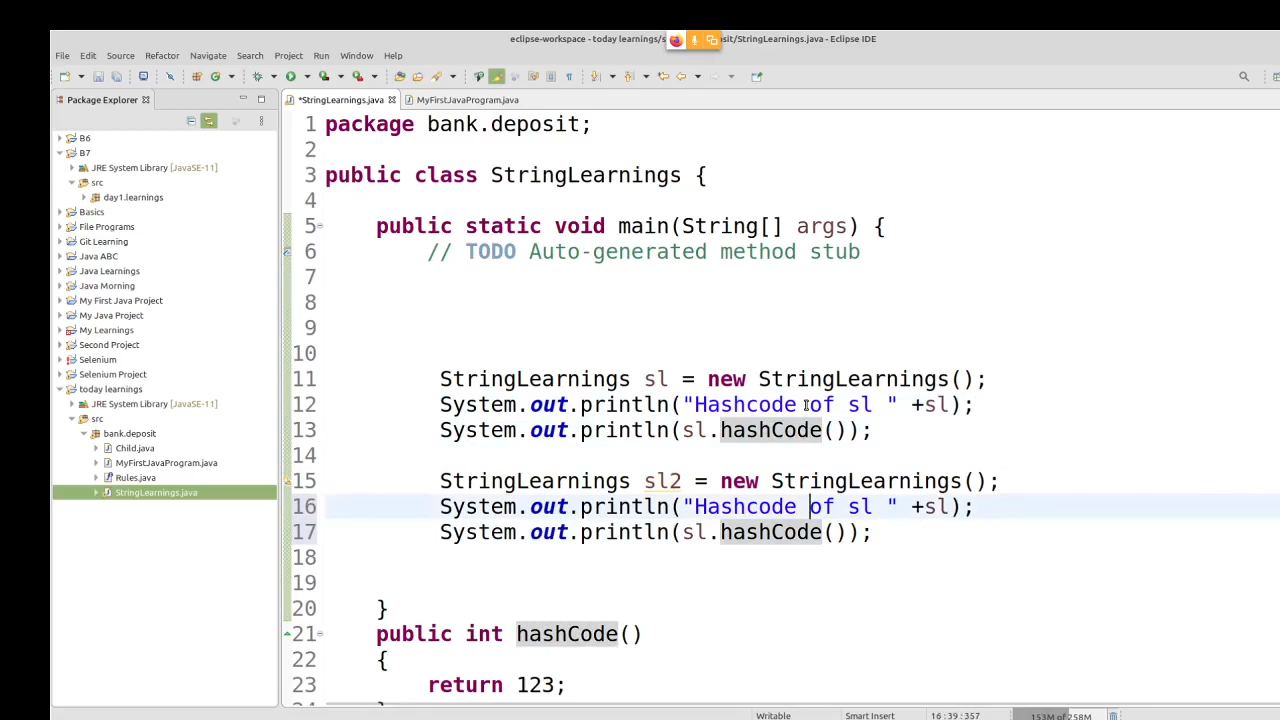 eclipse-workspace - today learnings/s
osit/StringLearnings.java - Eclipse IDE
File Edit Source Refactor Navigate Search Project Run Window Help
Package Explorer
*StringLearnings.java MyFirstJavaProgram.java
B6
B7
JRE System Library [JavaSE-11]
src
day1.learnings
Basics
File Programs
Git Learning
Java ABC
Java Learnings
Java Morning
My First Java Project
My Java Project
My Learnings
Second Project
Selenium
Selenium Project
today learnings
JRE System Library [JavaSE-11]
src
bank.deposit
Child.java
MyFirstJavaProgram.java
Rules.java
StringLearnings.java
1 package bank.deposit;
2
3 public class StringLearnings {
4
5 public static void main(String[] args) {
6 // TODO Auto-generated method stub
7
8
9
10
11 StringLearnings sl = new StringLearnings();
12 System.out.println("Hashcode of sl " +sl);
13 System.out.println(sl.hashCode());
14
15 StringLearnings sl2 = new StringLearnings();
16 System.out.println("Hashcode of sl " +sl);
17 System.out.println(sl.hashCode());
18
19
20 }
21 public int hashCode()
22 {
23 return 123;
Writable Smart Insert 16:39:357 153M of 258M